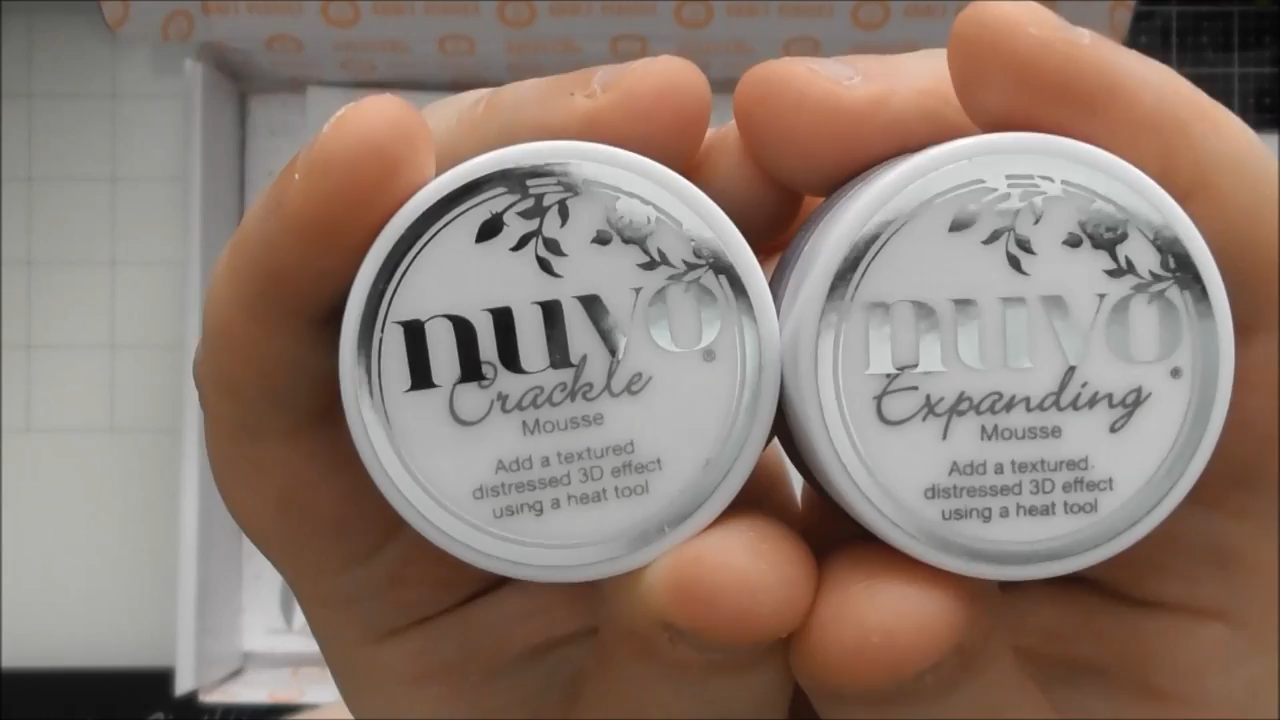 nuvo®
Crackle
Mousse
Add a textured
distressed 3D effect
using a heat tool
nuvo®
Expanding
Mousse
Add a textured
distressed 3D effect
using a heat tool